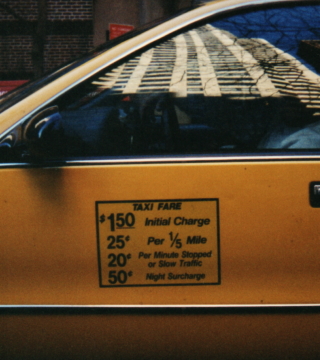 TAXI FARE
$1.50 Initial Charge
25¢ Per 1/5 Mile
20¢ Per Minute Stopped
or Slow Traffic
50¢ Night Surcharge